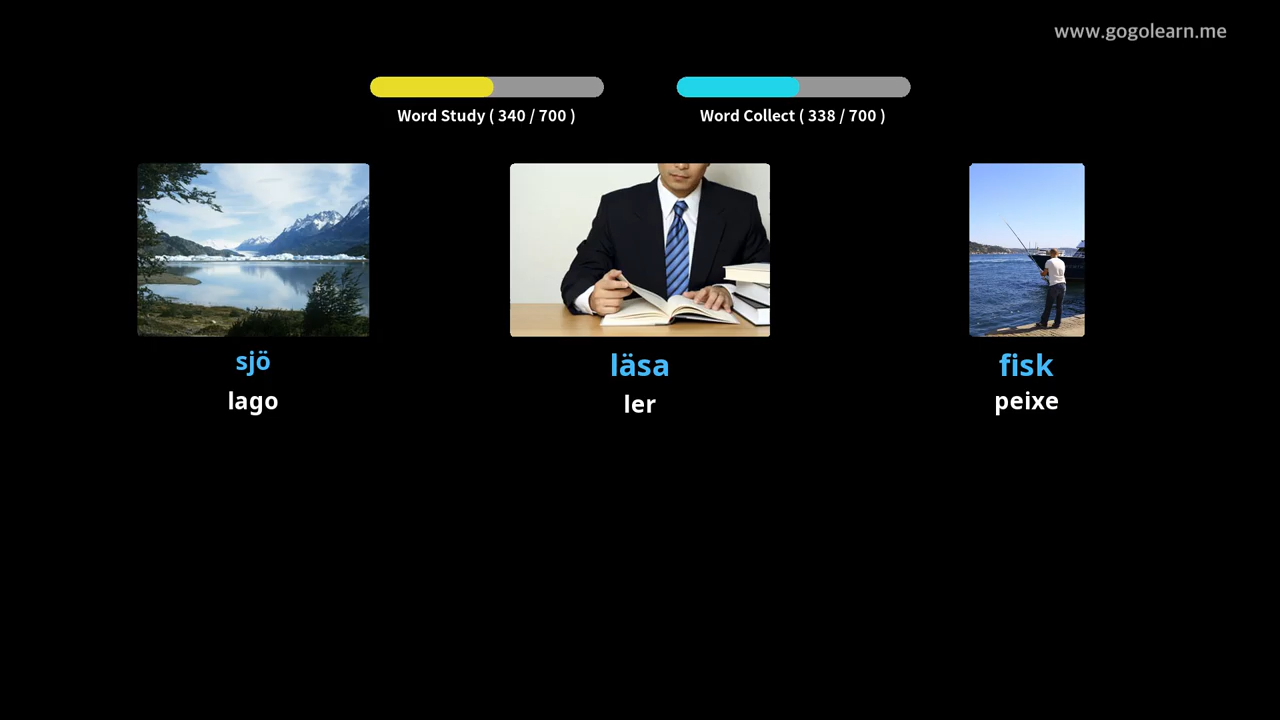 www.gogolearn.me
Word Study ( 340 / 700 )
Word Collect ( 338 / 700 )
sjö
läsa
fisk
lago
ler
peixe